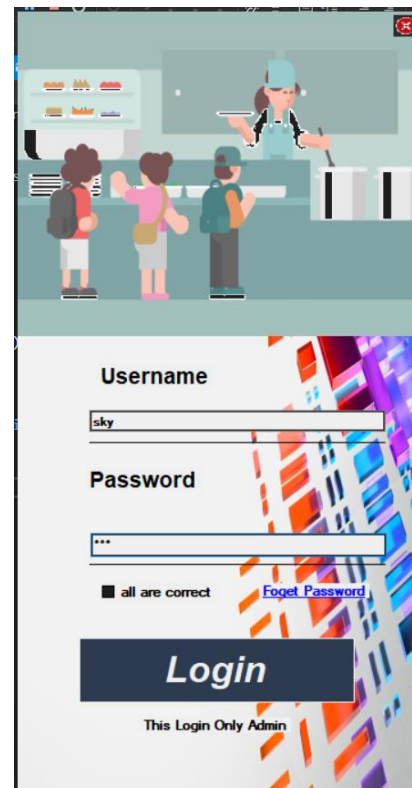 Username
sky
Password
***
all are correct Foget Password
Login
This Login Only Admin